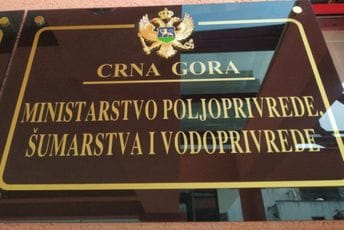 CRNA GORA
MINISTARSTVO POLJOPRIVREDE,
ŠUMARSTVA I VODOPRIVREDE